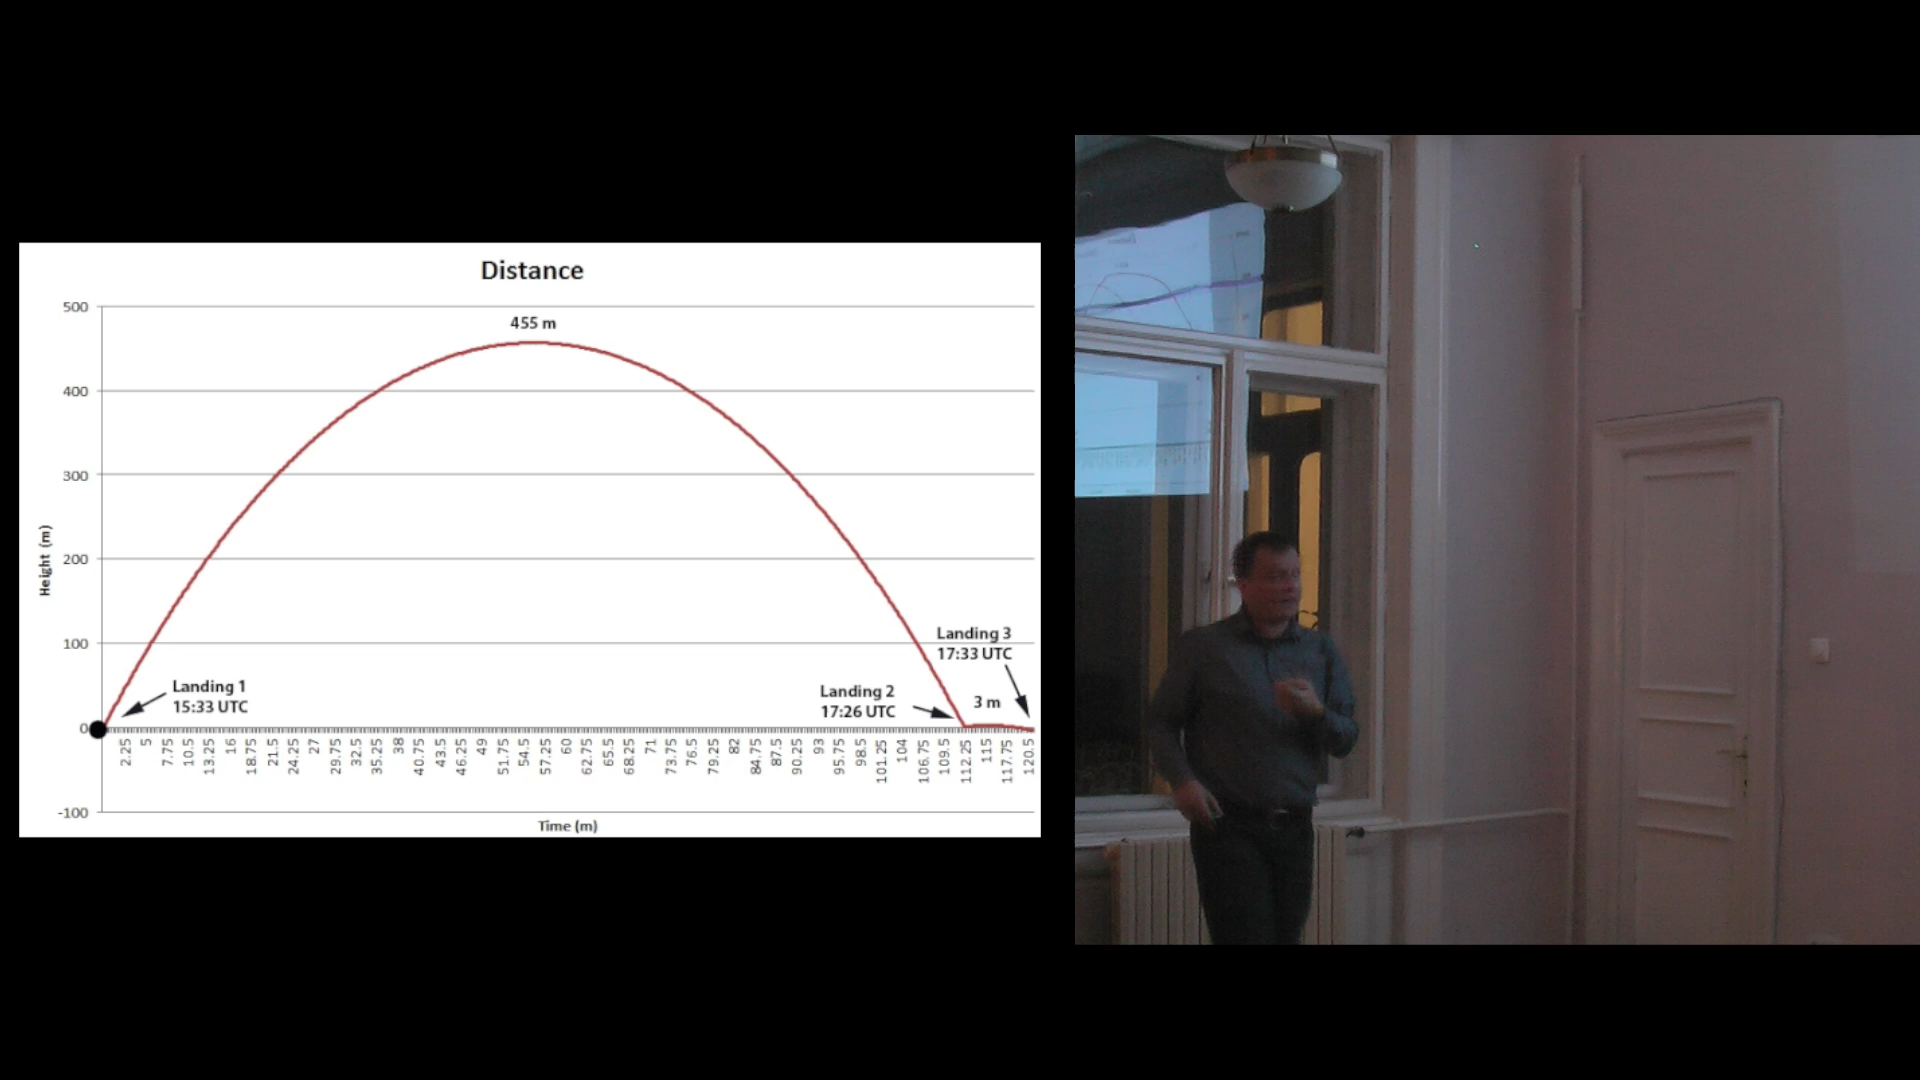 Distance
500
455 m
400
300
200
100
0
-100
Height (m)
Landing 1
15:33 UTC
Landing 2
17:26 UTC
Landing 3
17:33 UTC
3 m
2.25 5 7.75 10.5 13.25 16 18.75 21.5 24.25 27 29.75 32.5 35.25 38 40.75 43.5 46.25 49 51.75 54.5 57.25 60 62.75 65.5 68.25 71 73.75 76.5 79.25 82 84.75 87.5 90.25 93 95.75 98.5 101.25 104 106.75 109.5 112.25 115 117.75 120.5
Time (m)